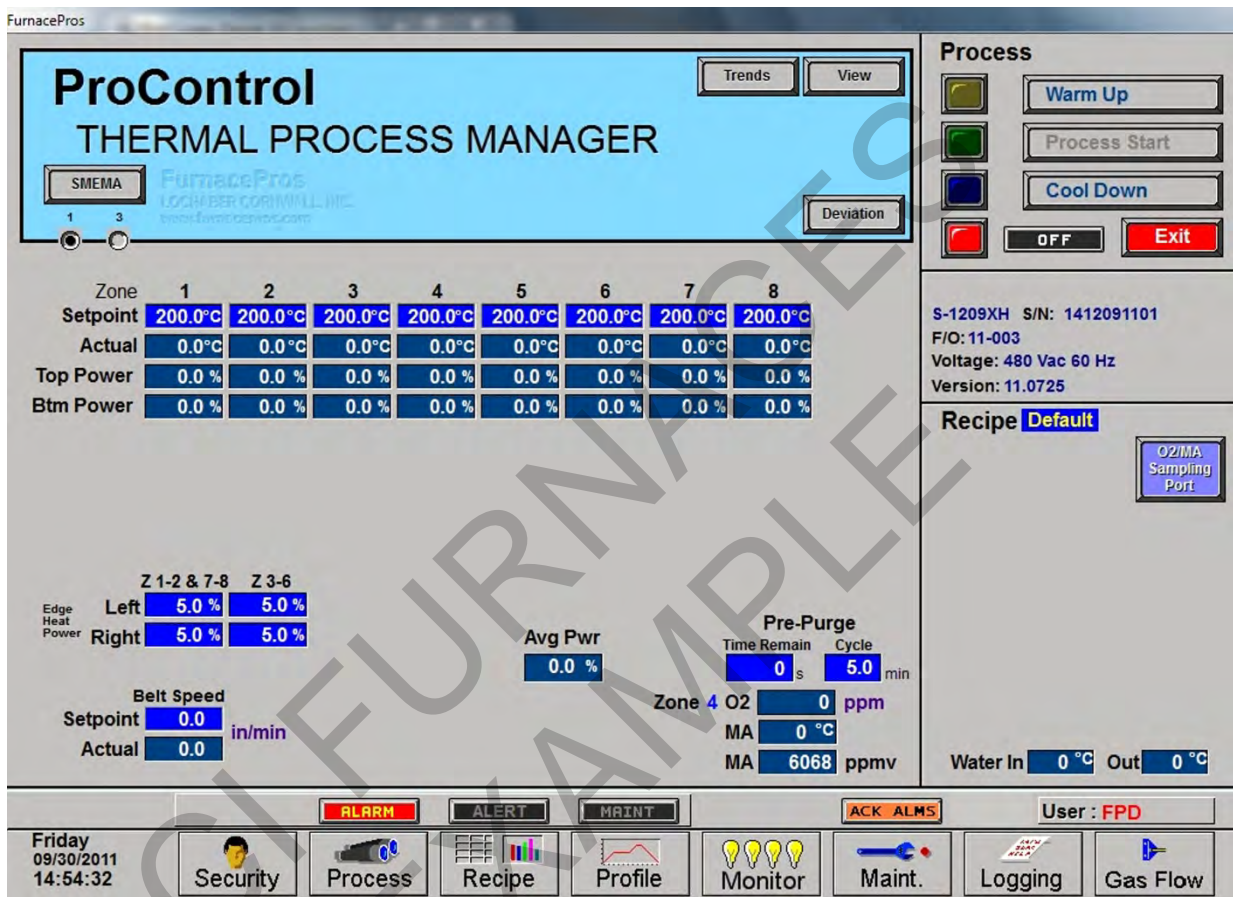 FurnacePros
ProControl
THERMAL PROCESS MANAGER
Trends View
SMEMA
FurnacePros
LOCHABER CORNWALL, INC.
www.furnacepros.com
1 3
Deviation
Process
Warm Up
Process Start
Cool Down
OFF Exit
Zone 1 2 3 4 5 6 7 8
Setpoint 200.0°C 200.0°C 200.0°C 200.0°C 200.0°C 200.0°C 200.0°C 200.0°C
Actual 0.0°C 0.0°C 0.0°C 0.0°C 0.0°C 0.0°C 0.0°C 0.0°C
Top Power 0.0 % 0.0 % 0.0 % 0.0 % 0.0 % 0.0 % 0.0 % 0.0 %
Btm Power 0.0 % 0.0 % 0.0 % 0.0 % 0.0 % 0.0 % 0.0 % 0.0 %
S-1209XH S/N: 1412091101
F/O: 11-003
Voltage: 480 Vac 60 Hz
Version: 11.0725
Recipe Default
O2/MA
Sampling
Port
Z 1-2 & 7-8 Z 3-6
Edge
Heat
Power
Left 5.0 % 5.0 %
Right 5.0 % 5.0 %
Avg Pwr
0.0 %
Pre-Purge
Time Remain Cycle
0 s 5.0 min
Belt Speed
Setpoint 0.0
in/min
Actual 0.0
Zone 4 O2 0 ppm
MA 0 °C
MA 6068 ppmv
Water In 0 °C Out 0 °C
ALARM ALERT MAINT ACK ALMS User : FPD
Friday
09/30/2011
14:54:32
Security Process Recipe Profile Monitor Maint. Logging Gas Flow
CI FURNACES
EXAMPLE